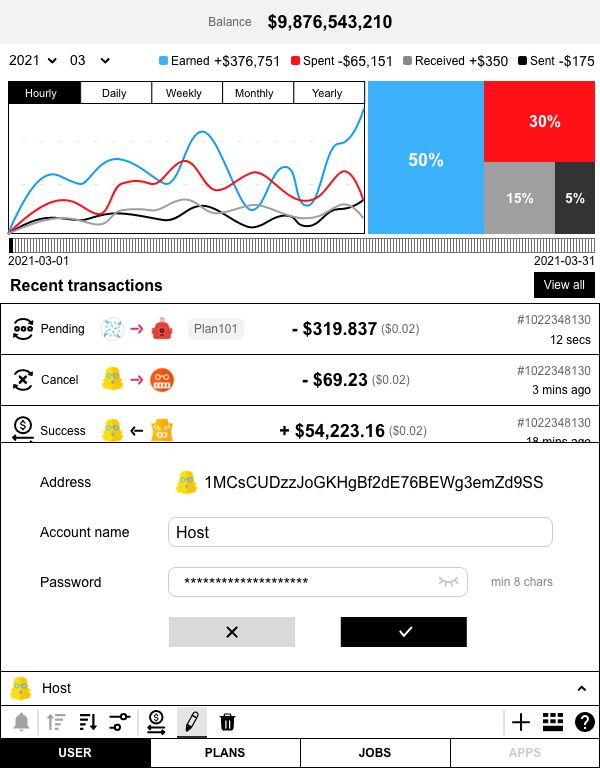 Balance $9,876,543,210
2021 03 Earned +$376,751 Spent -$65,151 Received +$350 Sent -$175
Hourly Daily Weekly Monthly Yearly
50%
30%
15%
5%
2021-03-01 2021-03-31
Recent transactions View all
Pending Plan101 - $319.837 ($0.02) #1022348130
12 secs
Cancel - $69.23 ($0.02) #1022348130
3 mins ago
Success + $54,223.16 ($0.02) #1022348130
18 mins ago
Address 1MCsCUDzzJoGKHgBf2dE76BEWg3emZd9SS
Account name Host
Password ******************** min 8 chars
Host
USER PLANS JOBS APPS